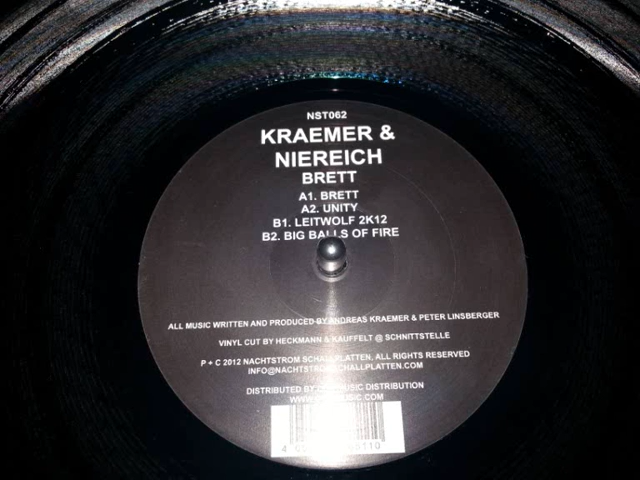 NST062
KRAEMER &
NIEREICH
BRETT
A1. BRETT
A2. UNITY
B1. LEITWOLF 2K12
B2. BIG BALLS OF FIRE
ALL MUSIC WRITTEN AND PRODUCED BY ANDREAS KRAEMER & PETER LINSBERGER
VINYL CUT BY HECKMANN & KAUFFELT @ SCHNITTSTELLE
P + C 2012 NACHTSTROM SCHALLPLATTEN, ALL RIGHTS RESERVED
INFO@NACHTSTROMSCHALLPLATTEN.COM
DISTRIBUTED BY MUSIC DISTRIBUTION